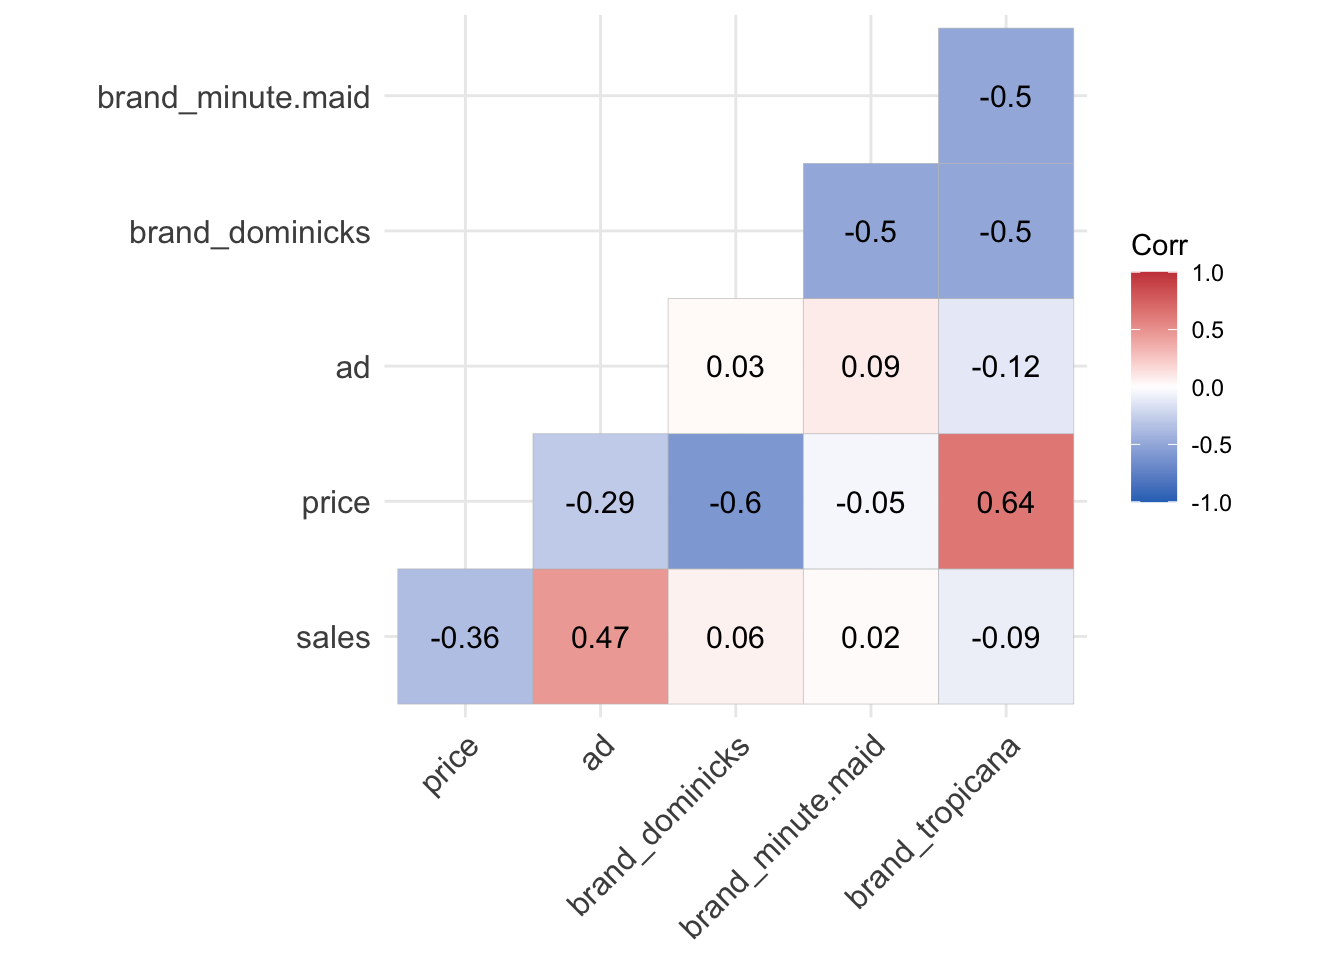 brand_minute.maid
-0.5
brand_dominicks
-0.5
-0.5
ad
0.03
0.09
-0.12
price
-0.29
-0.6
-0.05
0.64
sales
-0.36
0.47
0.06
0.02
-0.09
price
ad
brand_dominicks
brand_minute.maid
brand_tropicana
Corr
1.0
0.5
0.0
-0.5
-1.0